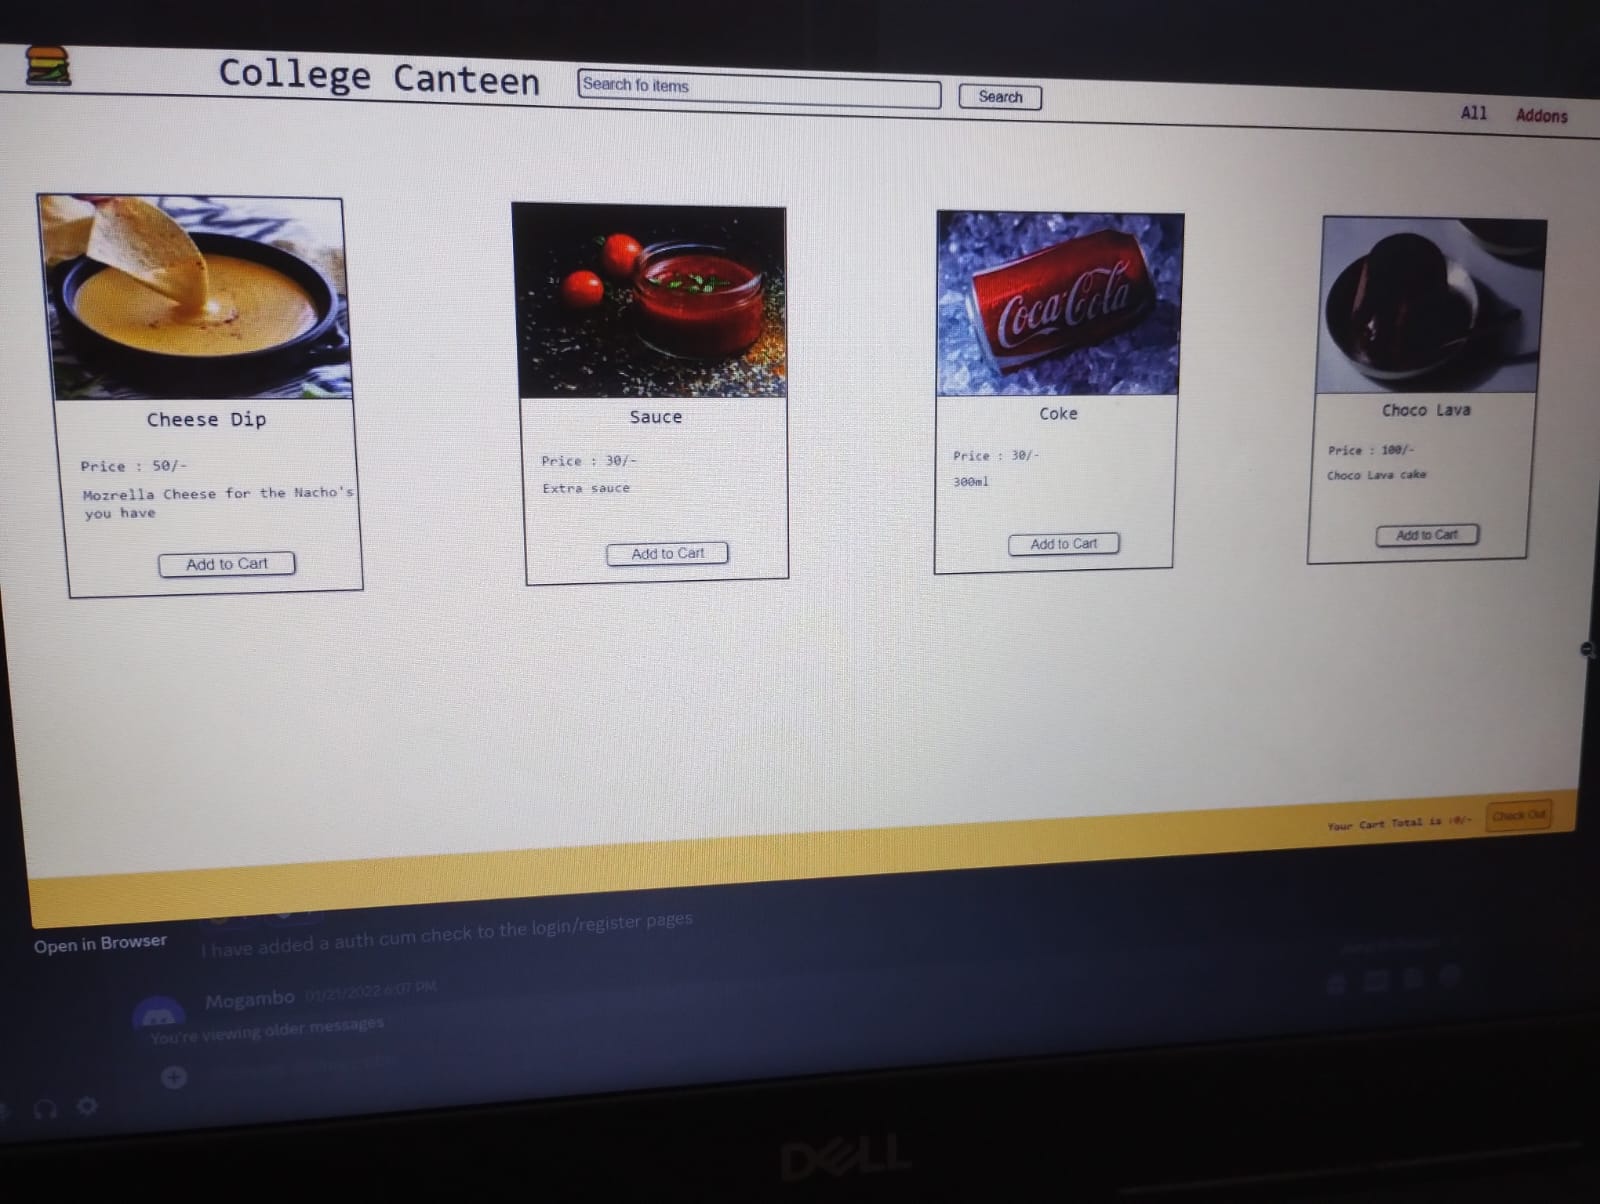 College Canteen
Search fo items
Search
All
Addons
Coca-Cola
Cheese Dip
Price : 50/-
Mozrella Cheese for the Nacho's
you have
Add to Cart
Sauce
Price : 30/-
Extra sauce
Add to Cart
Coke
Price : 30/-
300ml
Add to Cart
Choco Lava
Price : 100/-
Choco Lava cake
Add to Cart
Your Cart Total is :0/-
Check Out
Open in Browser
I have added a auth cum check to the login/register pages
Mogambo 01/21/2022 6:07 PM
You're viewing older messages
DELL